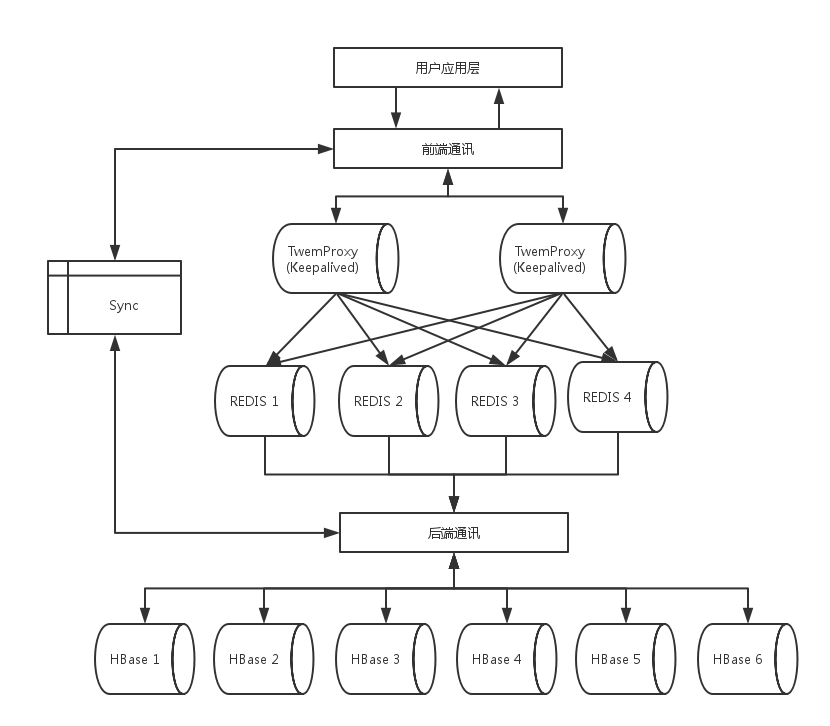 用户应用层
前端通讯
TwemProxy
(Keepalived)
TwemProxy
(Keepalived)
Sync
REDIS 1
REDIS 2
REDIS 3
REDIS 4
后端通讯
HBase 1
HBase 2
HBase 3
HBase 4
HBase 5
HBase 6